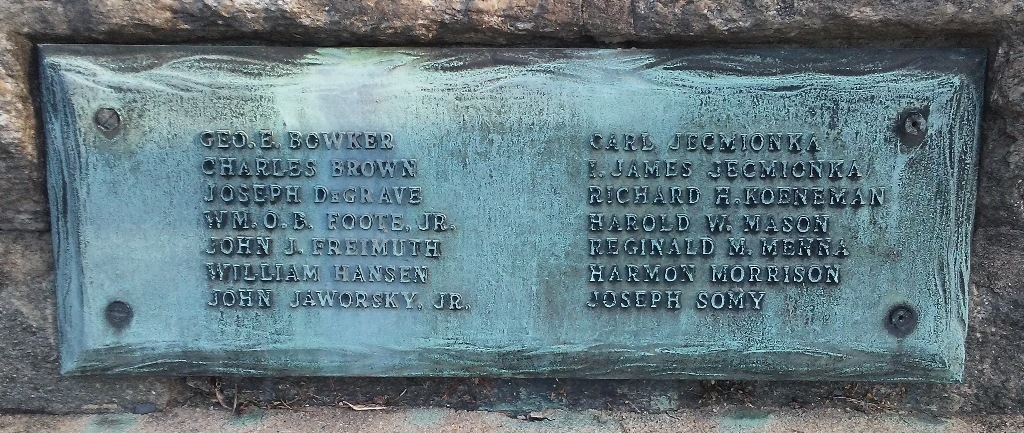 GEO. E. BOWKER
CHARLES BROWN
JOSEPH DeGRAVE
WM. O. B. FOOTE, JR.
JOHN J. FREIMUTH
WILLIAM HANSEN
JOHN JAWORSKY, JR.
CARL JECMIONKA
I. JAMES JECMIONKA
RICHARD H. KOENEMAN
HAROLD W. MASON
REGINALD M. MENNA
HARMON MORRISON
JOSEPH SOMY